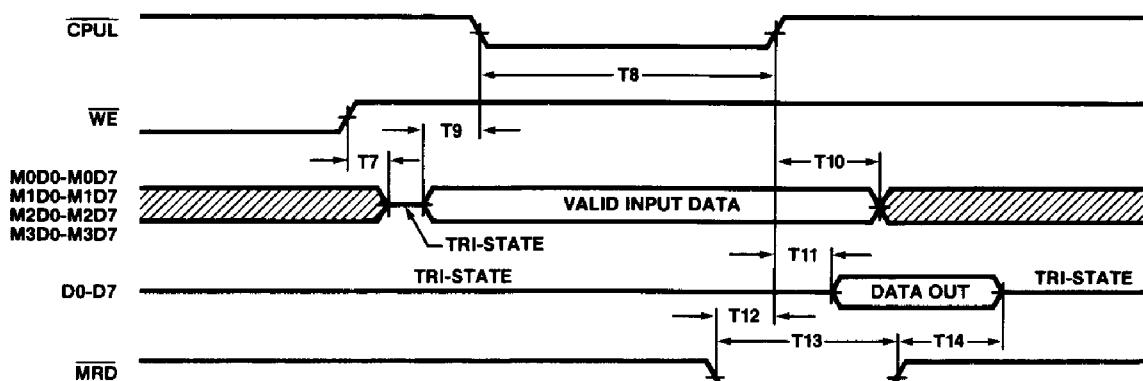 CPUL
T8
WE
T9
T7
T10
M0D0-M0D7
M1D0-M1D7
M2D0-M2D7
M3D0-M3D7
VALID INPUT DATA
TRI-STATE
T11
TRI-STATE
TRI-STATE
D0-D7
DATA OUT
T12
T13
T14
MRD